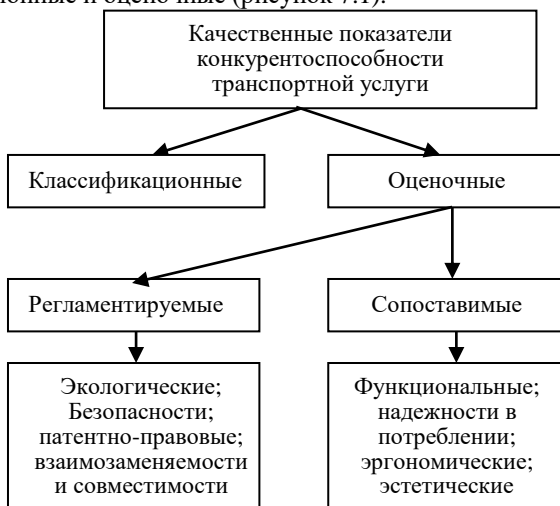 и оценочные (рисунок 7.1).
Качественные показатели
конкурентоспособности
транспортной услуги
Классификационные
Оценочные
Регламентируемые
Сопоставимые
Экологические;
Безопасности;
патентно-правовые;
взаимозаменяемости
и совместимости
Функциональные;
надежности в
потреблении;
эргономические;
эстетические